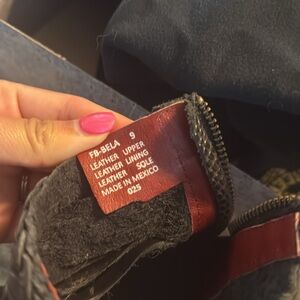 FB-BELA 9
LEATHER UPPER
LEATHER LINING
LEATHER SOLE
MADE IN MEXICO
025